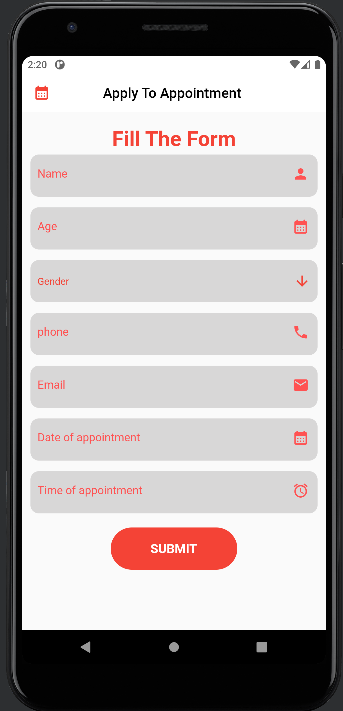 2:20
Apply To Appointment
Fill The Form
Name
Age
Gender
phone
Email
Date of appointment
Time of appointment
SUBMIT